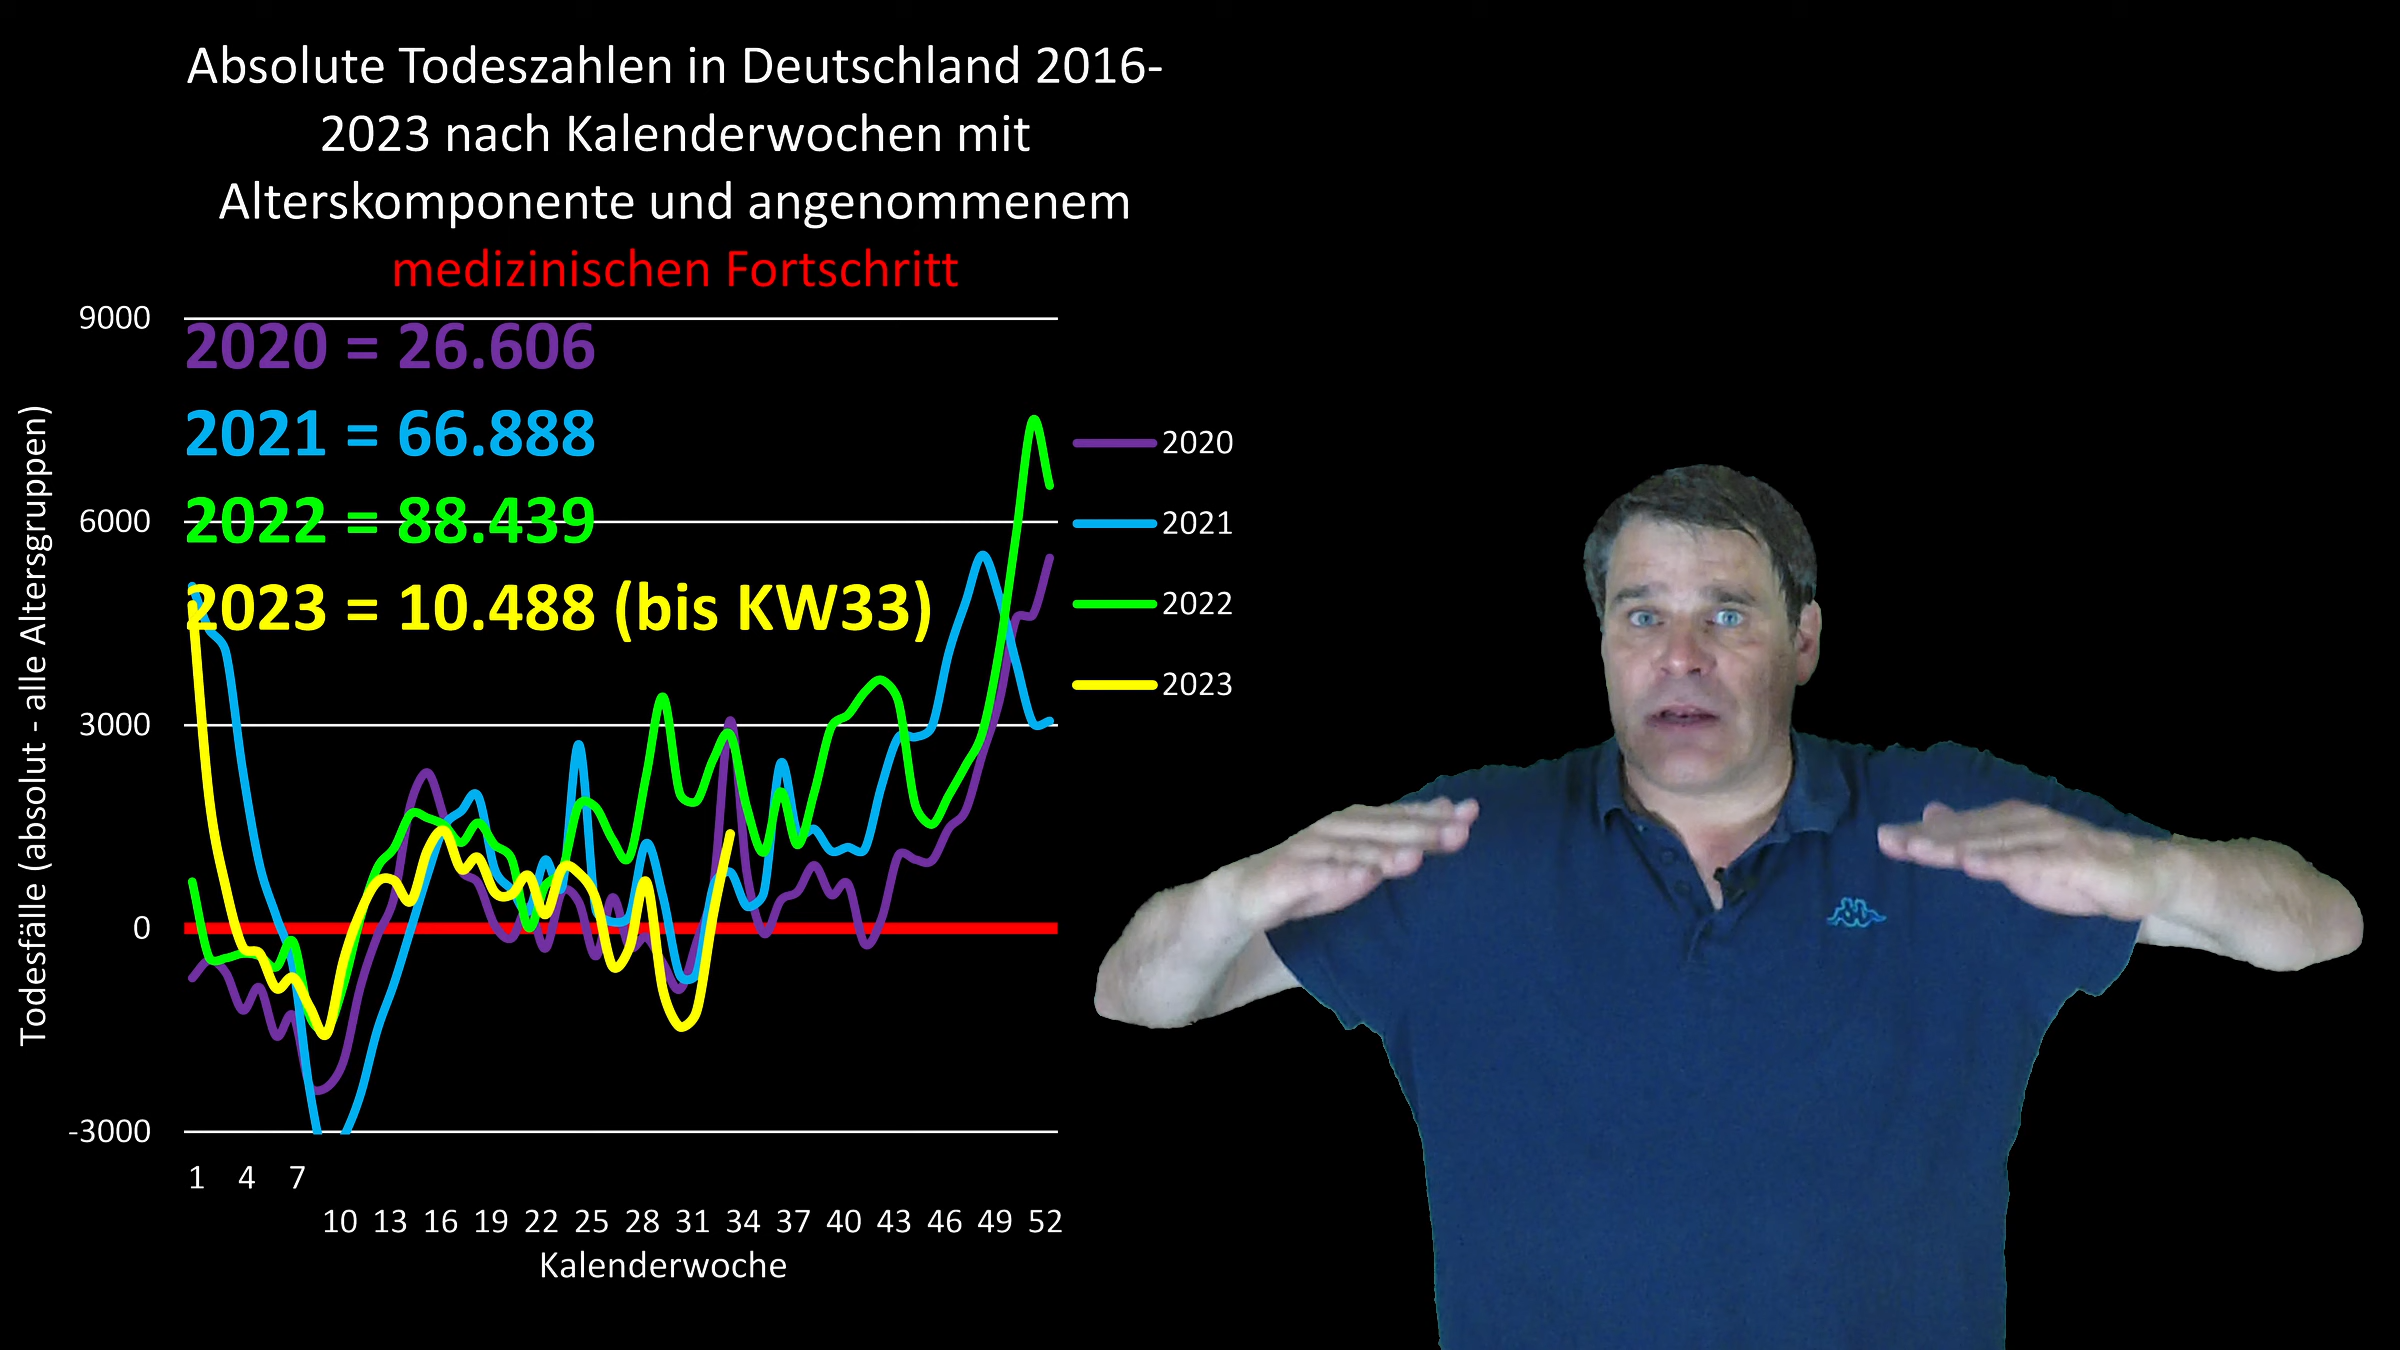 Absolute Todeszahlen in Deutschland 2016-
2023 nach Kalenderwochen mit
Alterskomponente und angenommenem
medizinischen Fortschritt
9000
2020 = 26.606
2021 = 66.888
6000
2022 = 88.439
2023 = 10.488 (bis KW33)
3000
0
-3000
Todesfälle (absolut - alle Altersgruppen)
2020
2021
2022
2023
1 4 7
10 13 16 19 22 25 28 31 34 37 40 43 46 49 52
Kalenderwoche